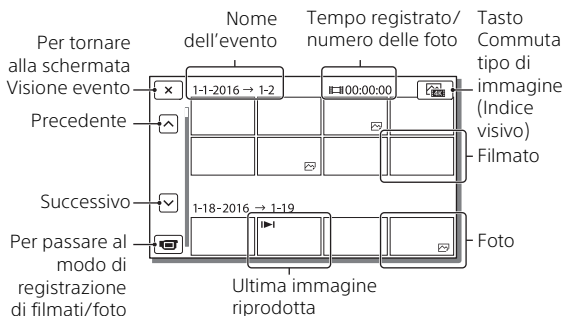 Nome
dell'evento
Tempo registrato/
numero delle foto
Tasto
Commuta
tipo di
immagine
(Indice
visivo)
Per tornare
alla schermata
Visione evento
1-1-2016 → 1-2
00:00:00
4K
Precedente
Filmato
Successivo
1-18-2016 → 1-19
Per passare al
modo di
registrazione
di filmati/foto
Foto
Ultima immagine
riprodotta